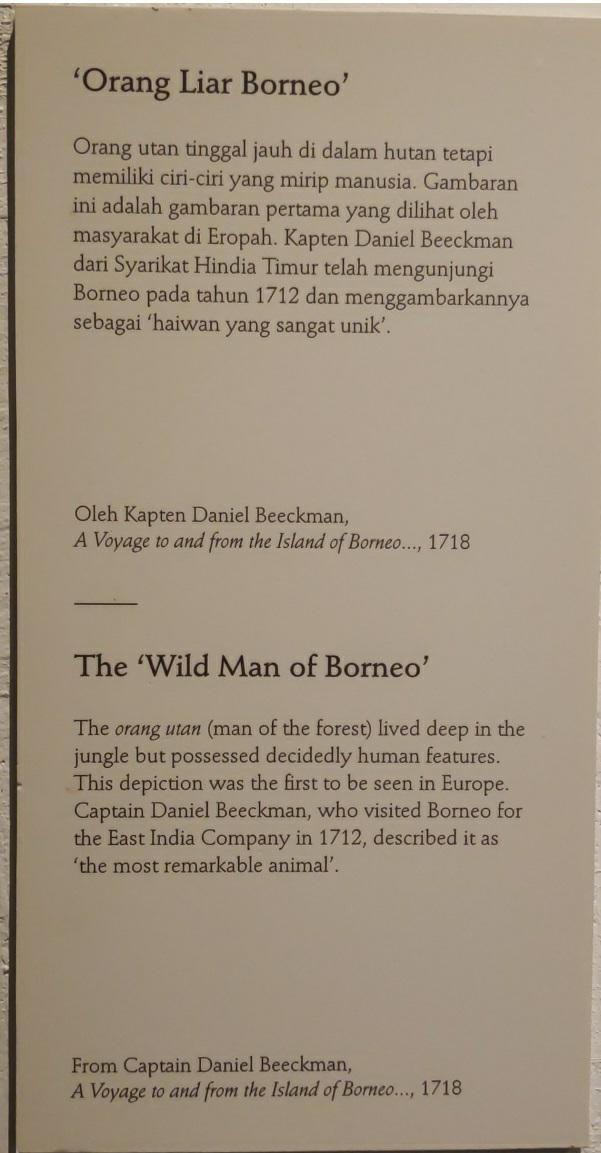 ‘Orang Liar Borneo’
Orang utan tinggal jauh di dalam hutan tetapi
memiliki ciri-ciri yang mirip manusia. Gambaran
ini adalah gambaran pertama yang dilihat oleh
masyarakat di Eropah. Kapten Daniel Beeckman
dari Syarikat Hindia Timur telah mengunjungi
Borneo pada tahun 1712 dan menggambarkannya
sebagai ‘haiwan yang sangat unik’.
Oleh Kapten Daniel Beeckman,
A Voyage to and from the Island of Borneo..., 1718
The ‘Wild Man of Borneo’
The orang utan (man of the forest) lived deep in the
jungle but possessed decidedly human features.
This depiction was the first to be seen in Europe.
Captain Daniel Beeckman, who visited Borneo for
the East India Company in 1712, described it as
‘the most remarkable animal’.
From Captain Daniel Beeckman,
A Voyage to and from the Island of Borneo..., 1718